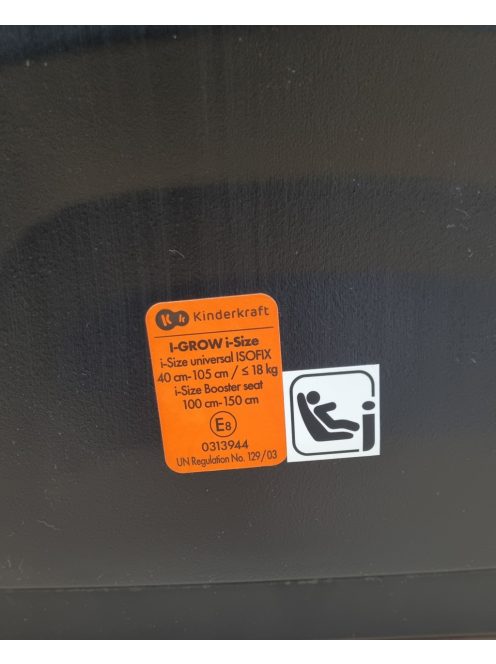 Kinderkraft
I-GROW i-Size
i-Size universal ISOFIX
40 cm-105 cm / ≤ 18 kg
i-Size Booster seat
100 cm-150 cm
E8
0313944
UN Regulation No. 129/03
i